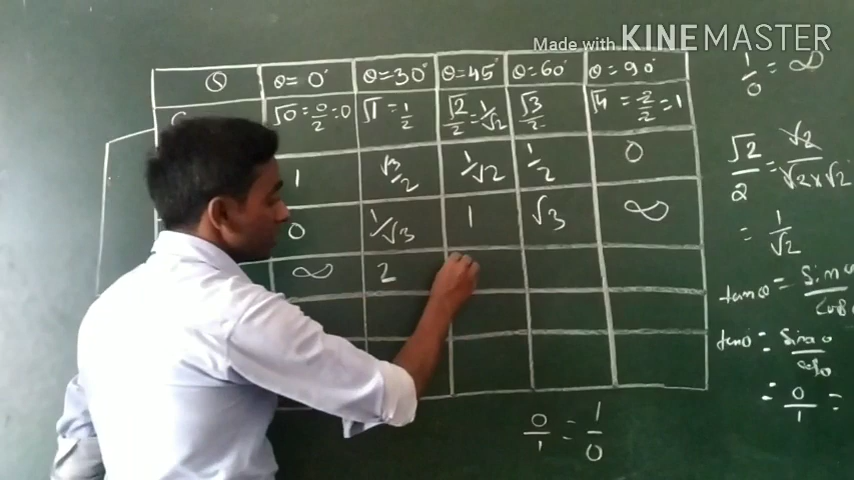 Made with KINEMASTER
θ θ=0° θ=30° θ=45° θ=60° θ=90°
√0=0/2=0 √1=1/2 √2/2=1/√2 √3/2 √4=2/2=1
1 √3/2 1/√2 1/2 0
0 1/√3 1 √3 ∞
∞ 2
1/0=∞
√2/2=√2/√2×√2
=1/√2
tanθ=Sinθ/Cosθ
=0/1=
0/1=1/0